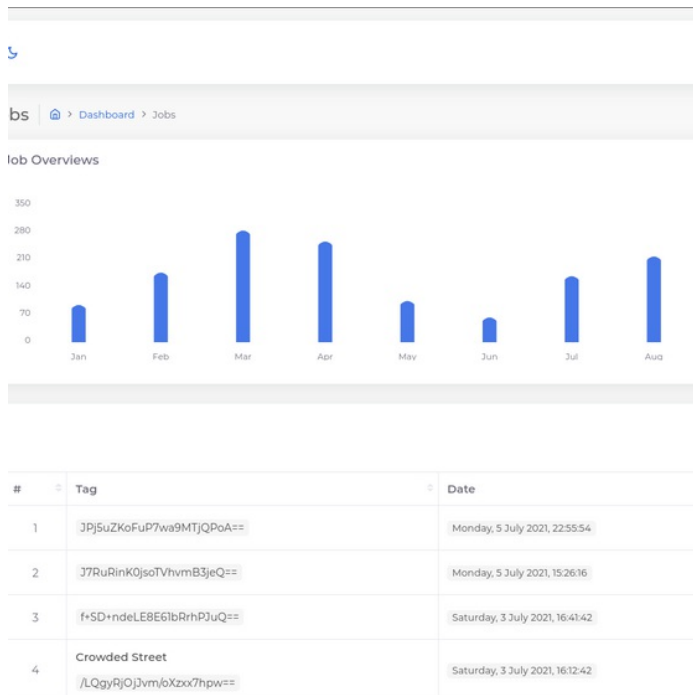 bs > Dashboard > Jobs
Job Overviews
350
280
210
140
70
0
Jan Feb Mar Apr May Jun Jul Aug
# Tag Date
1 JPj5uZKoFuP7wa9MTjQPoA== Monday, 5 July 2021, 22:55:54
2 J7RuRinK0jsoTVhvmB3jeQ== Monday, 5 July 2021, 15:26:16
3 f+SD+ndeLE8E61bRrhPJuQ== Saturday, 3 July 2021, 16:41:42
Crowded Street
4 /LQgyRjOjJvm/oXzxx7hpw== Saturday, 3 July 2021, 16:12:42